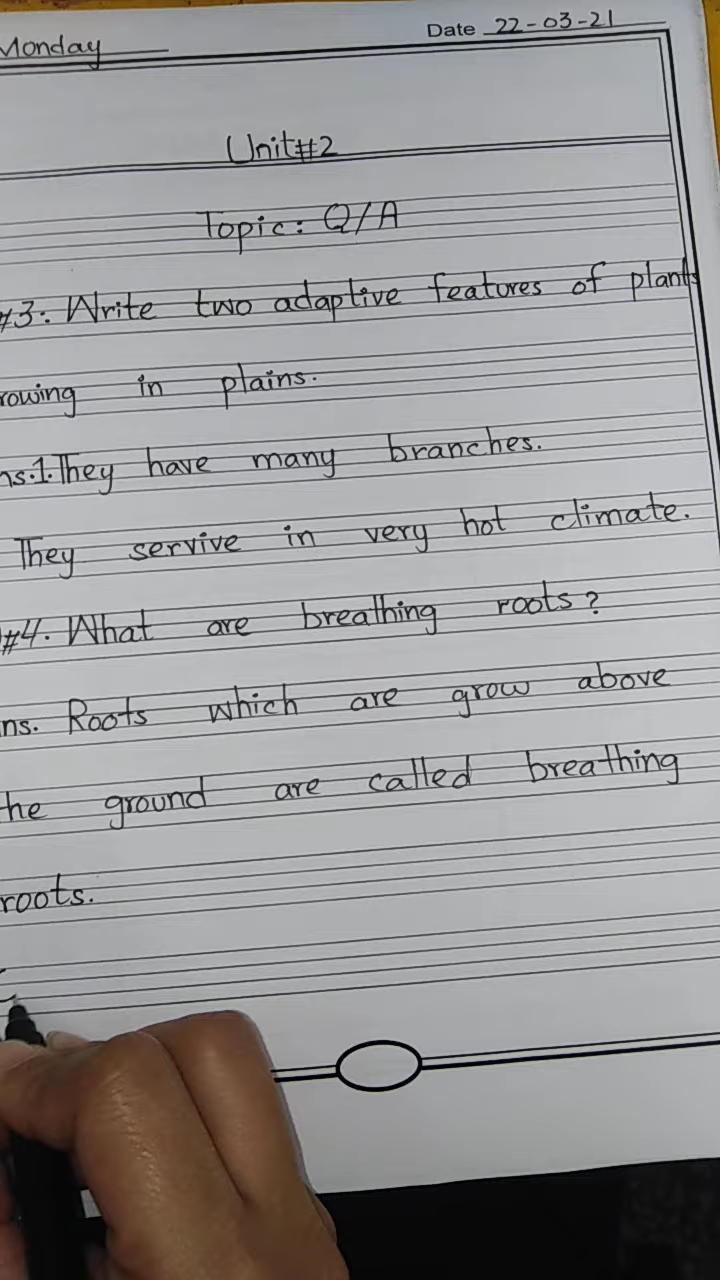 Monday
Date 22-03-21
Unit#2
Topic: Q/A
#3. Write two adaptive features of plants
rowing in plains.
ns.1. They have many branches.
They servive in very hot climate.
#4. What are breathing roots?
ns. Roots which are grow above
he ground are called breathing
roots.